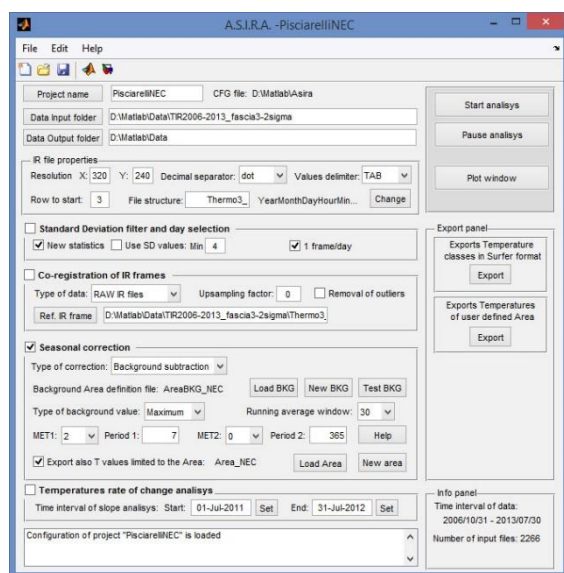 A.S.I.R.A. -PisciarelliNEC
File Edit Help
Project name PisciarelliNEC CFG file: D:\Matlab\Asira
Data Input folder D:\Matlab\Data\TIR2006-2013_fascia3-2sigma
Data Output folder D:\Matlab\Data
IR file properties
Resolution X: 320 Y: 240 Decimal separator: dot Values delimiter: TAB
Row to start: 3 File structure: Thermo3_ YearMonthDayHourMin... Change
Standard Deviation filter and day selection
New statistics Use SD values: Min 4 1 frame/day
Co-registration of IR frames
Type of data: RAW IR files Upsampling factor: 0 Removal of outliers
Ref. IR frame D:\Matlab\Data\TIR2006-2013_fascia3-2sigma\Thermo3_
Seasonal correction
Type of correction: Background subtraction
Background Area definition file: AreaBKG_NEC Load BKG New BKG Test BKG
Type of background value: Maximum Running average window: 30
MET1: 2 Period 1: 7 MET2: 0 Period 2: 365 Help
Export also T values limited to the Area: Area_NEC Load Area New area
Temperatures rate of change analisys
Time interval of slope analisys: Start: 01-Jul-2011 Set End: 31-Jul-2012 Set
Configuration of project "PisciarelliNEC" is loaded
Start analisys
Pause analisys
Plot window
Export panel
Exports Temperature
classes in Surfer format
Export
Exports Temperatures
of user defined Area
Export
Info panel
Time interval of data:
2006/10/31 - 2013/07/30
Number of input files: 2266